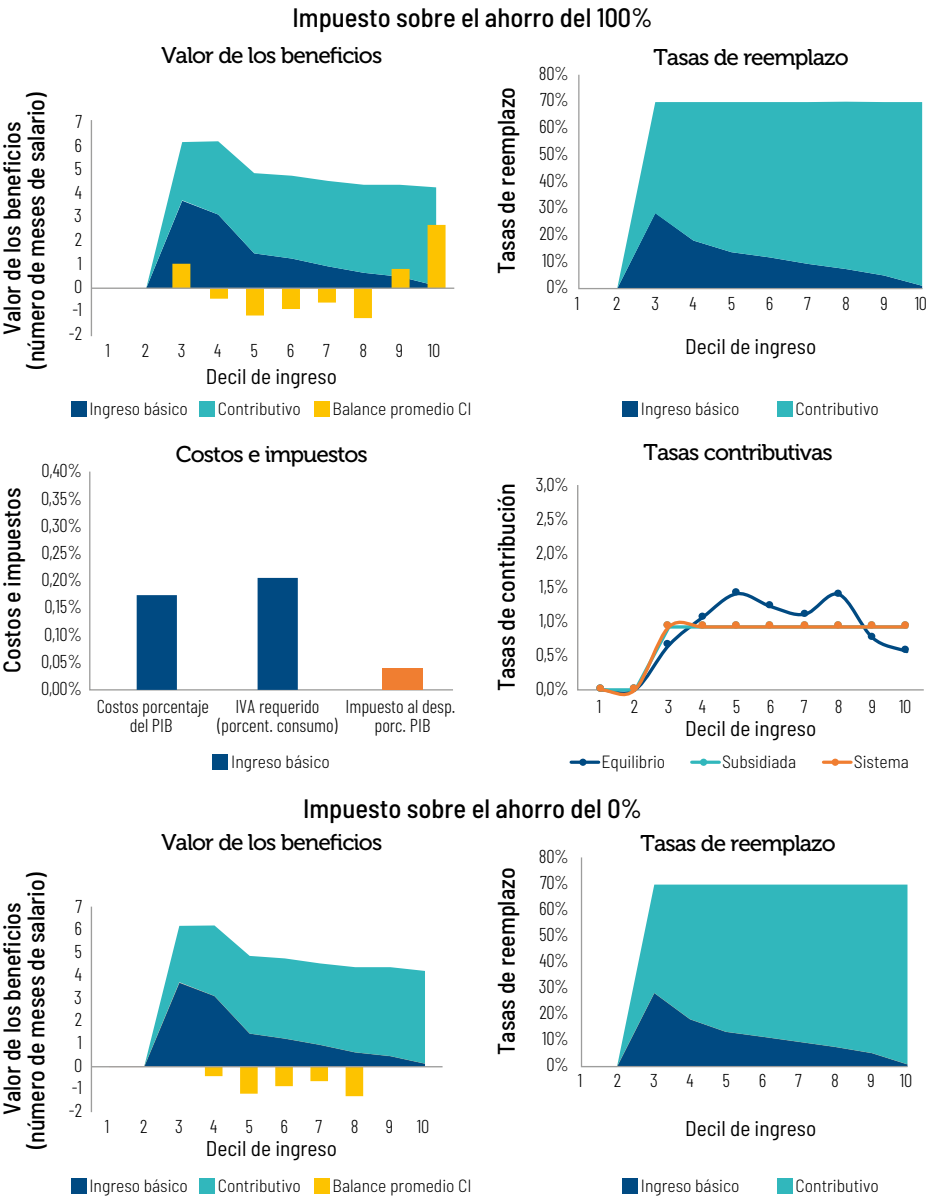 Impuesto sobre el ahorro del 100%
Valor de los beneficios
Valor de los beneficios
(número de meses de salario)
7
6
5
4
3
2
1
0
-1
-2
1 2 3 4 5 6 7 8 9 10
Decil de ingreso
Ingreso básico Contributivo Balance promedio CI
Tasas de reemplazo
Tasas de reemplazo
80%
70%
60%
50%
40%
30%
20%
10%
0%
1 2 3 4 5 6 7 8 9 10
Decil de ingreso
Ingreso básico Contributivo
Costos e impuestos
Costos e impuestos
0,40%
0,35%
0,30%
0,25%
0,20%
0,15%
0,10%
0,05%
0,00%
Costos porcentaje
del PIB
IVA requerido
(porcent. consumo)
Impuesto al desp.
porc. PIB
Ingreso básico
Tasas contributivas
Tasas de contribución
3,0%
2,5%
2,0%
1,5%
1,0%
0,5%
0,0%
1 2 3 4 5 6 7 8 9 10
Decil de ingreso
Equilibrio Subsidiada Sistema
Impuesto sobre el ahorro del 0%
Valor de los beneficios
Valor de los beneficios
(número de meses de salario)
7
6
5
4
3
2
1
0
-1
-2
1 2 3 4 5 6 7 8 9 10
Decil de ingreso
Ingreso básico Contributivo Balance promedio CI
Tasas de reemplazo
Tasas de reemplazo
80%
70%
60%
50%
40%
30%
20%
10%
0%
1 2 3 4 5 6 7 8 9 10
Decil de ingreso
Ingreso básico Contributivo